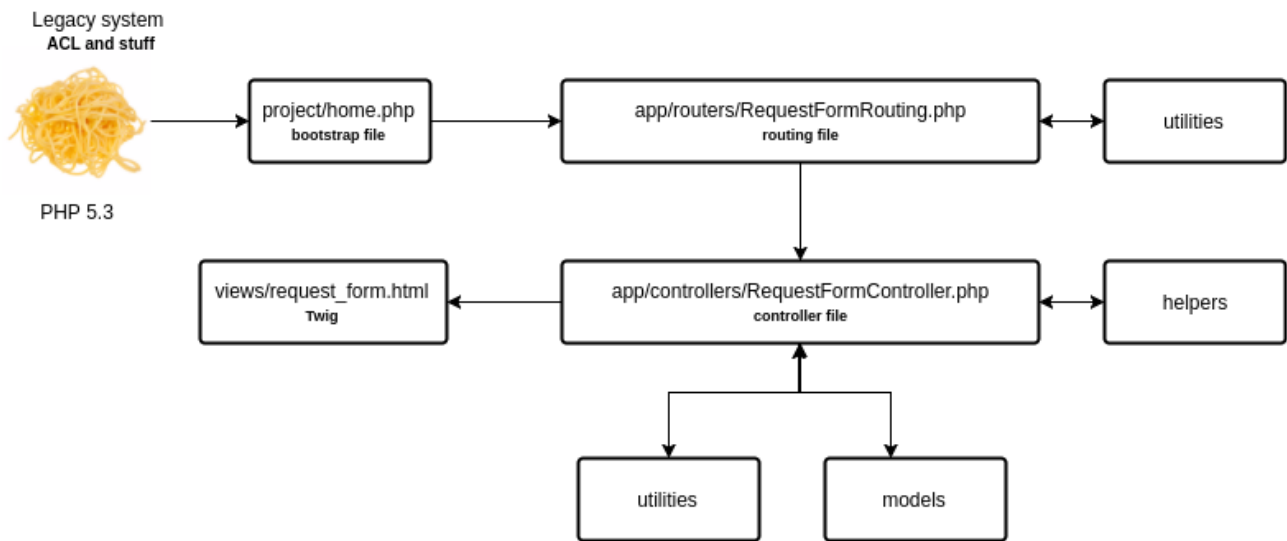 Legacy system
ACL and stuff
PHP 5.3
project/home.php
bootstrap file
app/routers/RequestFormRouting.php
routing file
utilities
views/request_form.html
Twig
app/controllers/RequestFormController.php
controller file
helpers
utilities
models